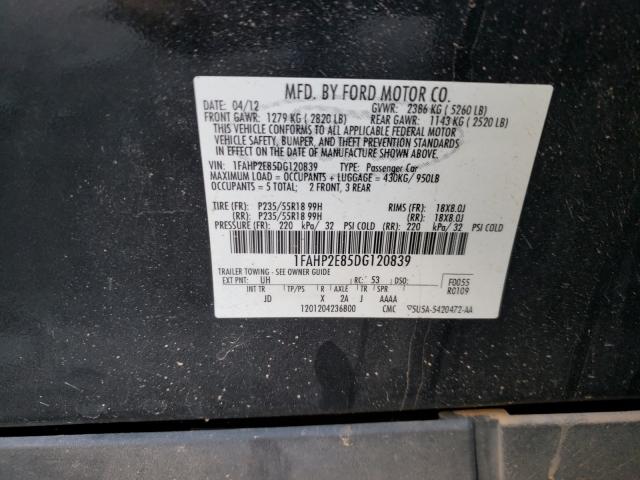 MFD. BY FORD MOTOR CO.
DATE: 04/12 GVWR: 2386 KG ( 5260 LB)
FRONT GAWR: 1279 KG ( 2820 LB) REAR GAWR: 1143 KG ( 2520 LB)
THIS VEHICLE CONFORMS TO ALL APPLICABLE FEDERAL MOTOR
VEHICLE SAFETY, BUMPER, AND THEFT PREVENTION STANDARDS
IN EFFECT ON THE DATE OF MANUFACTURE SHOWN ABOVE.
VIN: 1FAHP2E85DG120839 TYPE: Passenger Car
MAXIMUM LOAD = OCCUPANTS + LUGGAGE = 430KG/ 950LB
OCCUPANTS = 5 TOTAL; 2 FRONT, 3 REAR
TIRE (FR): P235/55R18 99H RIMS (FR): 18X8.0J
(RR): P235/55R18 99H (RR): 18X8.0J
PRESSURE (FR): 220 kPa/ 32 PSI COLD (RR): 220 kPa/ 32 PSI COLD
1FAHP2E85DG120839
TRAILER TOWING - SEE OWNER GUIDE
EXT PNT: UH RC: 53 DSO: F0055
R0109
INT TR TP/PS R AXLE TR SPR
JD X 2A J AAAA
1201204236800 CMC 5U5A-5420472-AA